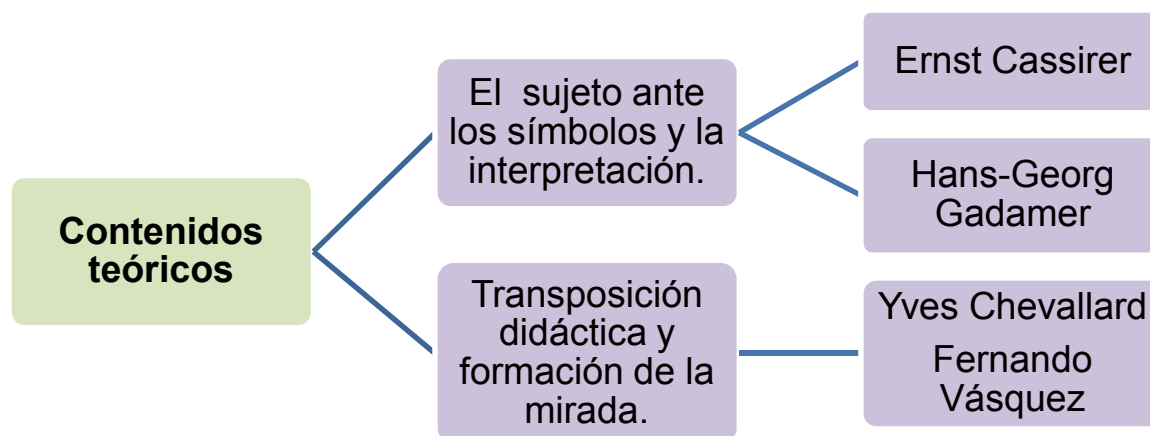 Contenidos
teóricos
El sujeto ante
los símbolos y la
interpretación.
Ernst Cassirer
Hans-Georg
Gadamer
Transposición
didáctica y
formación de la
mirada.
Yves Chevallard
Fernando
Vásquez